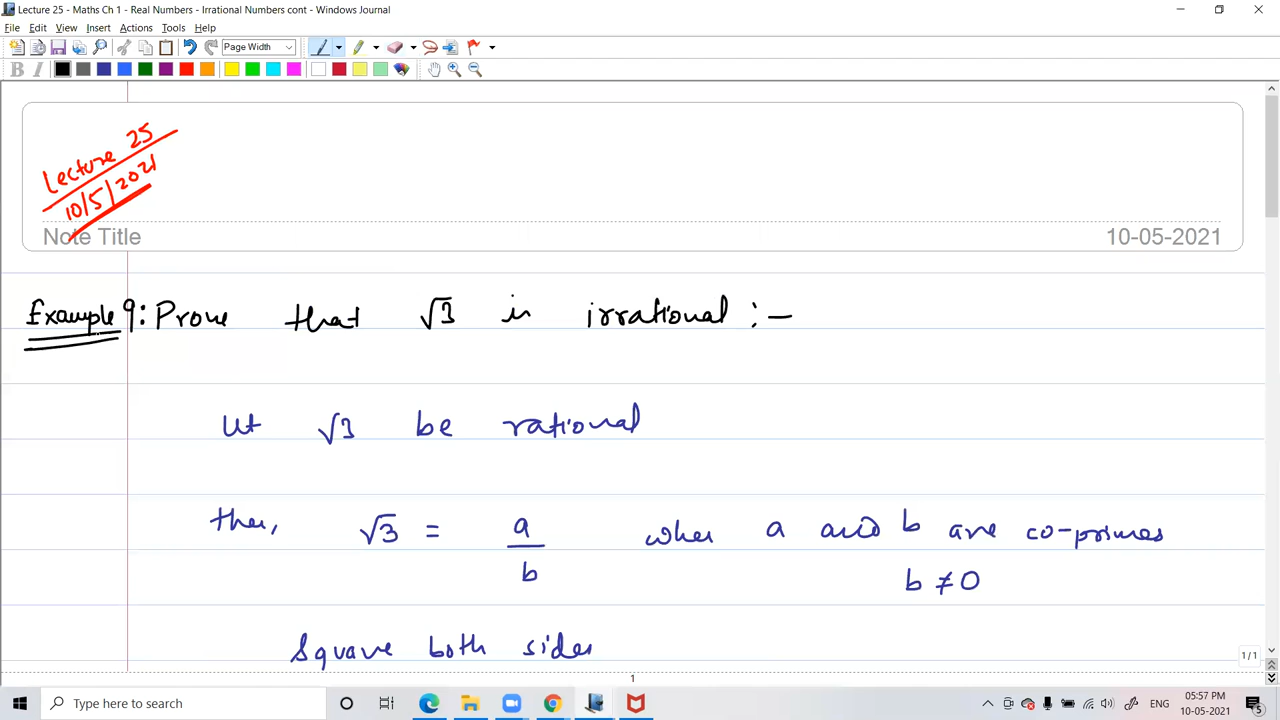 Lecture 25 - Maths Ch 1 - Real Numbers - Irrational Numbers cont - Windows Journal
File Edit View Insert Actions Tools Help
Page Width
B I
Lecture 25
10/5/2021
Note Title
10-05-2021
Example 9: Prove that √3 is irrational :-
Let √3 be rational
then, √3 = a/b where a and b are co-primes
b ≠ 0
Square both sides
1/1
1
Type here to search
ENG
05:57 PM
10-05-2021
5